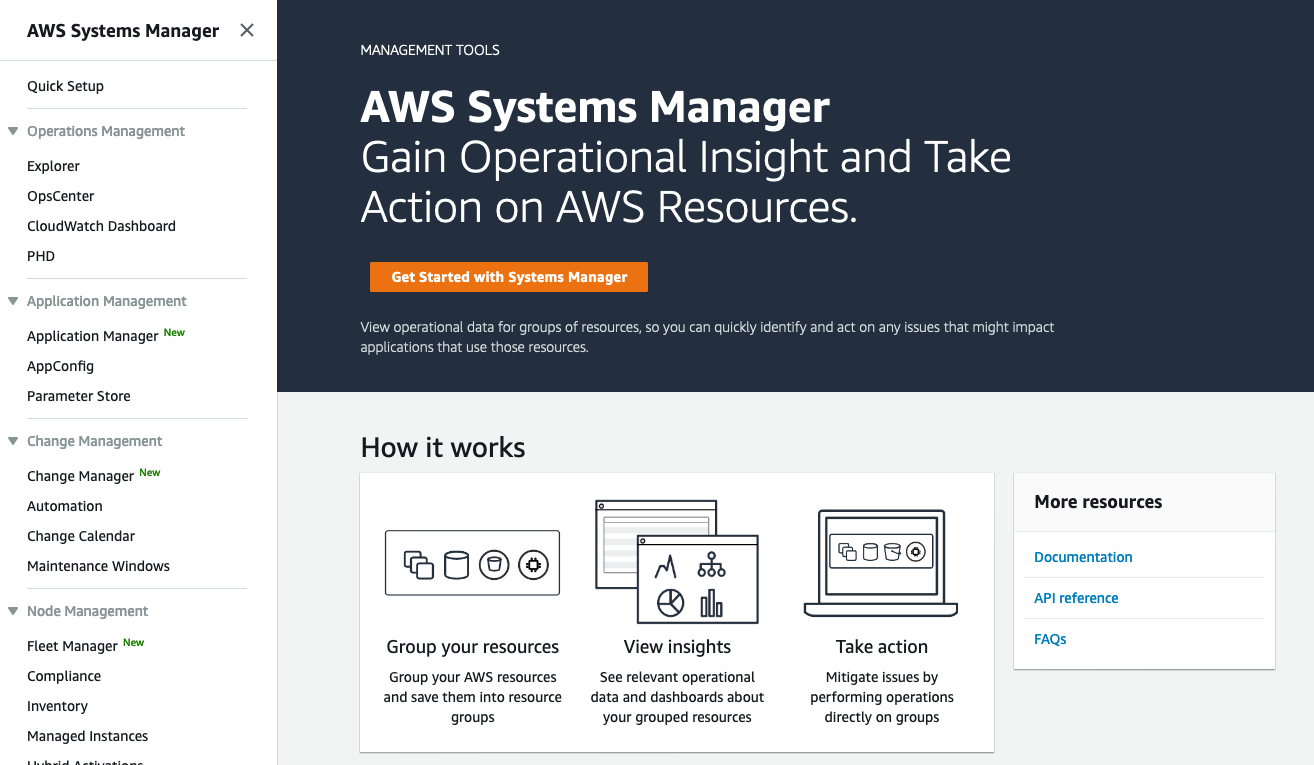 AWS Systems Manager
Quick Setup
Operations Management
Explorer
OpsCenter
CloudWatch Dashboard
PHD
Application Management
Application Manager New
AppConfig
Parameter Store
Change Management
Change Manager New
Automation
Change Calendar
Maintenance Windows
Node Management
Fleet Manager New
Compliance
Inventory
Managed Instances
Hybrid Activations
MANAGEMENT TOOLS
AWS Systems Manager
Gain Operational Insight and Take
Action on AWS Resources.
Get Started with Systems Manager
View operational data for groups of resources, so you can quickly identify and act on any issues that might impact
applications that use those resources.
How it works
Group your resources
Group your AWS resources
and save them into resource
groups
View insights
See relevant operational
data and dashboards about
your grouped resources
Take action
Mitigate issues by
performing operations
directly on groups
More resources
Documentation
API reference
FAQs